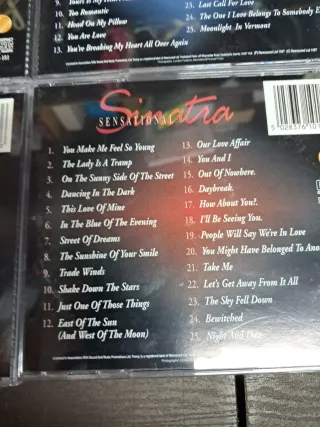 10. Too Romantic
11. Head On My Pillow
12. You Are Love
13. You're Breaking My Heart All Over Again
23. Last Call For Love
24. The One I Love Belongs To Somebody
25. Moonlight In Vermont
Sinatra
SENSATIONAL
1. You Make Me Feel So Young
2. The Lady Is A Tramp
3. On The Sunny Side Of The Street
4. Dancing In The Dark
5. This Love Of Mine
6. In The Blue Of The Evening
7. Street Of Dreams
8. The Sunshine Of Your Smile
9. Trade Winds
10. Shake Down The Stars
11. Just One Of Those Things
12. East Of The Sun
(And West Of The Moon)
13. Our Love Affair
14. You And I
15. Out Of Nowhere.
16. Daybreak
17. How About You?.
18. I'll Be Seeing You.
19. People Will Say We're In Love
20. You Might Have Belonged To
21. Take Me
22. Let's Get Away From It All
23. The Sky Fell Down
24. Bewitched
25. Night And Day